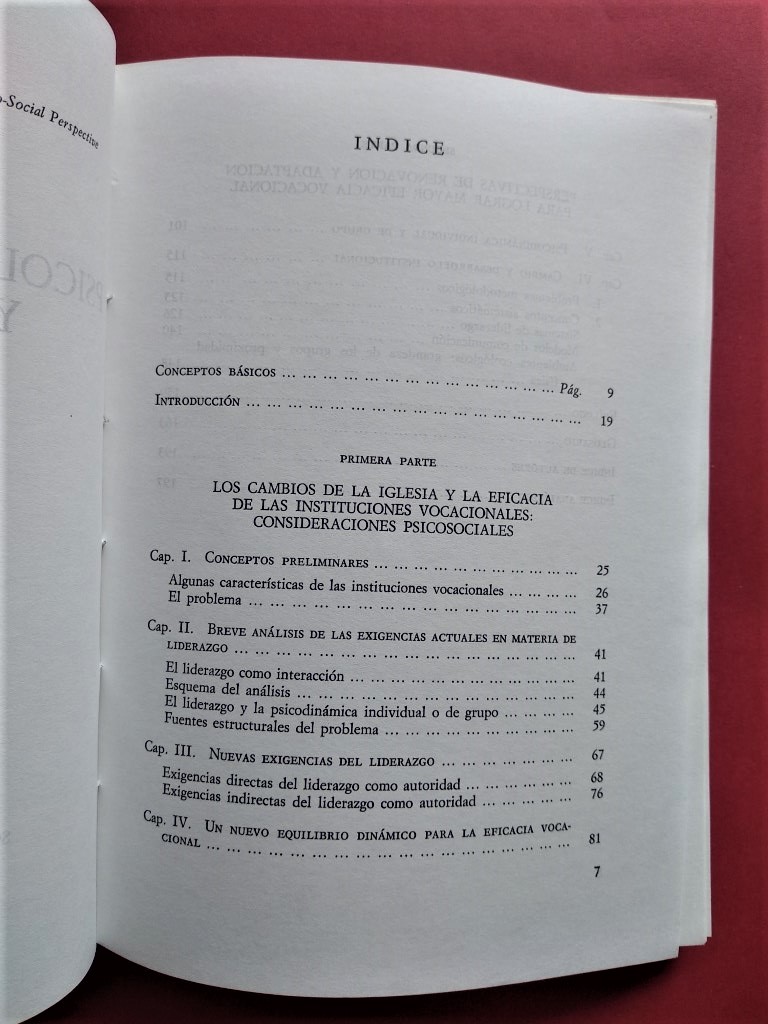 o-Social Perspective
PSICOL
Y
INDICE
CONCEPTOS BÁSICOS ... ... ... ... ... ... ... ... ... ... ... ... ... Pág. 9
INTRODUCCIÓN ... ... ... ... ... ... ... ... ... ... ... ... ... ... ... ... 19
PRIMERA PARTE
LOS CAMBIOS DE LA IGLESIA Y LA EFICACIA
DE LAS INSTITUCIONES VOCACIONALES:
CONSIDERACIONES PSICOSOCIALES
Cap. I. CONCEPTOS PRELIMINARES ... ... ... ... ... ... ... ... ... ... 25
Algunas características de las instituciones vocacionales ... ... ... ... 26
El problema ... ... ... ... ... ... ... ... ... ... ... ... ... ... ... ... 37
Cap. II. BREVE ANÁLISIS DE LAS EXIGENCIAS ACTUALES EN MATERIA DE
LIDERAZGO ... ... ... ... ... ... ... ... ... ... ... ... ... ... ... ... 41
El liderazgo como interacción ... ... ... ... ... ... ... ... ... ... ... 41
Esquema del análisis ... ... ... ... ... ... ... ... ... ... ... ... ... 44
El liderazgo y la psicodinámica individual o de grupo ... ... ... ... 45
Fuentes estructurales del problema ... ... ... ... ... ... ... ... ... 59
Cap. III. NUEVAS EXIGENCIAS DEL LIDERAZGO ... ... ... ... ... ... ... 67
Exigencias directas del liderazgo como autoridad ... ... ... ... ... 68
Exigencias indirectas del liderazgo como autoridad ... ... ... ... 76
Cap. IV. UN NUEVO EQUILIBRIO DINÁMICO PARA LA EFICACIA VOCA-
CIONAL ... ... ... ... ... ... ... ... ... ... ... ... ... ... ... ... ... 81
7